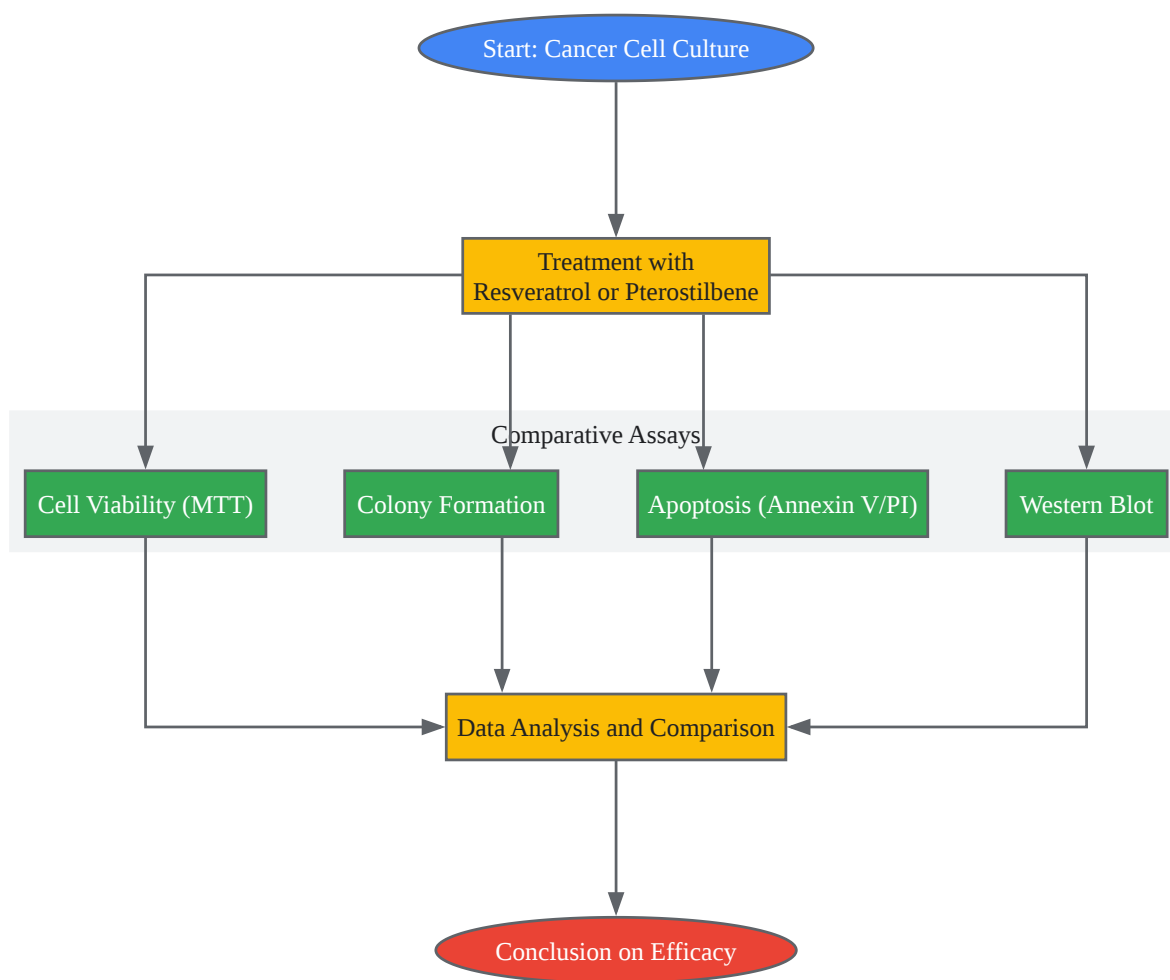 Start: Cancer Cell Culture
Treatment with
Resveratrol or Pterostilbene
Comparative Assays
Cell Viability (MTT)
Colony Formation
Apoptosis (Annexin V/PI)
Western Blot
Data Analysis and Comparison
Conclusion on Efficacy